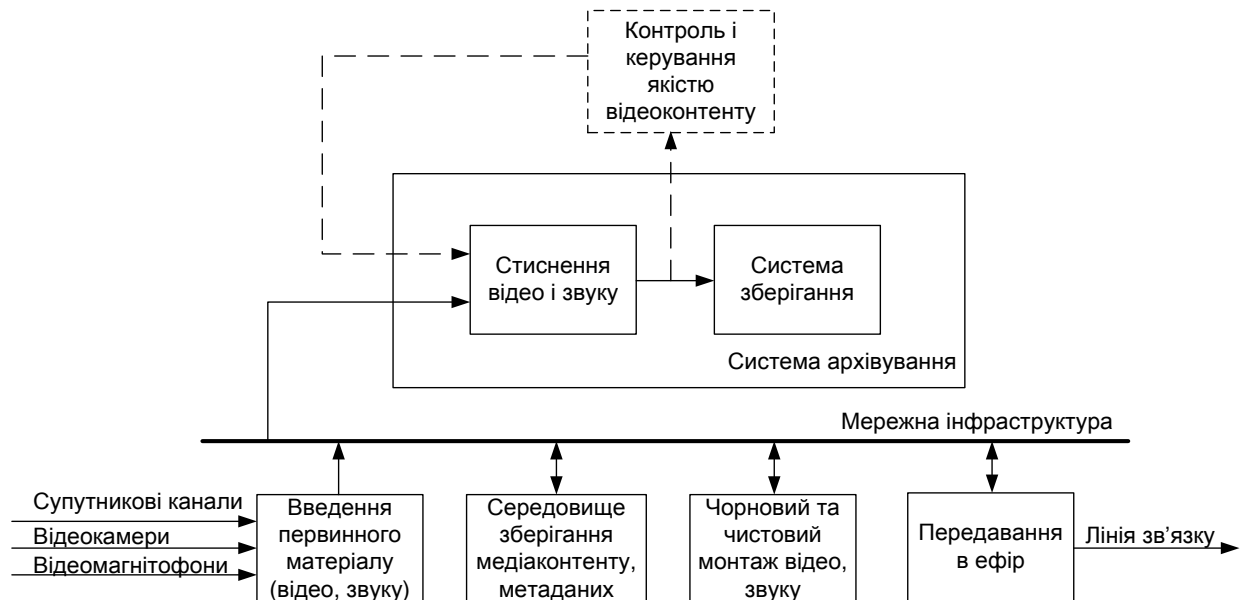 Контроль і
керування
якістю
відеоконтенту
Стиснення
відео і звуку
Система
зберігання
Система архівування
Мережна інфраструктура
Супутникові канали
Відеокамери
Відеомагнітофони
Введення
первинного
матеріалу
(відео, звуку)
Середовище
зберігання
медіаконтенту,
метаданих
Чорновий та
чистовий
монтаж відео,
звуку
Передавання
в ефір
Лінія зв’язку